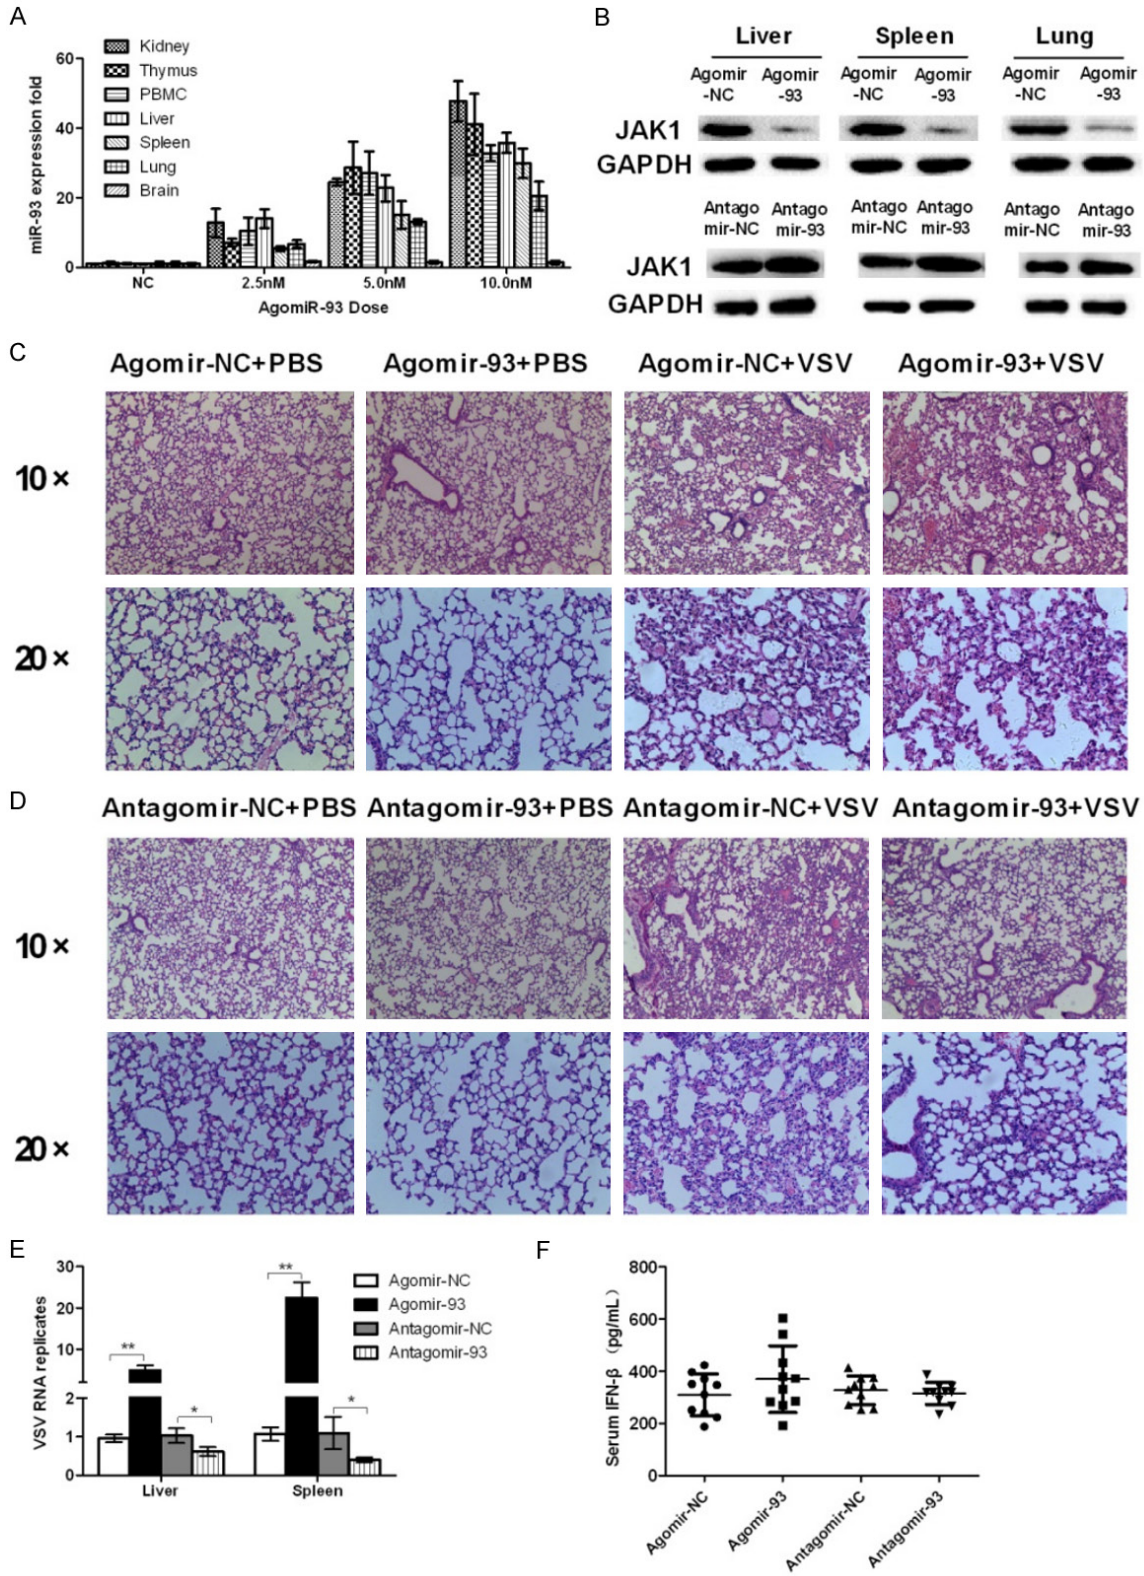 A
60
40
20
0
miR-93 expression fold
Kidney
Thymus
PBMC
Liver
Spleen
Lung
Brain
NC
2.5nM
5.0nM
10.0nM
AgomiR-93 Dose
B
Liver
Spleen
Lung
Agomir Agomir Agomir Agomir Agomir Agomir
-NC -93 -NC -93 -NC -93
JAK1
GAPDH
Antago Antago Antago Antago Antago Antago
mir-NC mir-93 mir-NC mir-93 mir-NC mir-93
JAK1
GAPDH
C
Agomir-NC+PBS
Agomir-93+PBS
Agomir-NC+VSV
Agomir-93+VSV
10 ×
20 ×
D
Antagomir-NC+PBS
Antagomir-93+PBS
Antagomir-NC+VSV
Antagomir-93+VSV
10 ×
20 ×
E
30
20
10
2
1
0
VSV RNA replicates
**
*
**
*
Agomir-NC
Agomir-93
Antagomir-NC
Antagomir-93
Liver
Spleen
F
800
600
400
200
0
Serum IFN-β (pg/mL)
Agomir-NC
Agomir-93
Antagomir-NC
Antagomir-93